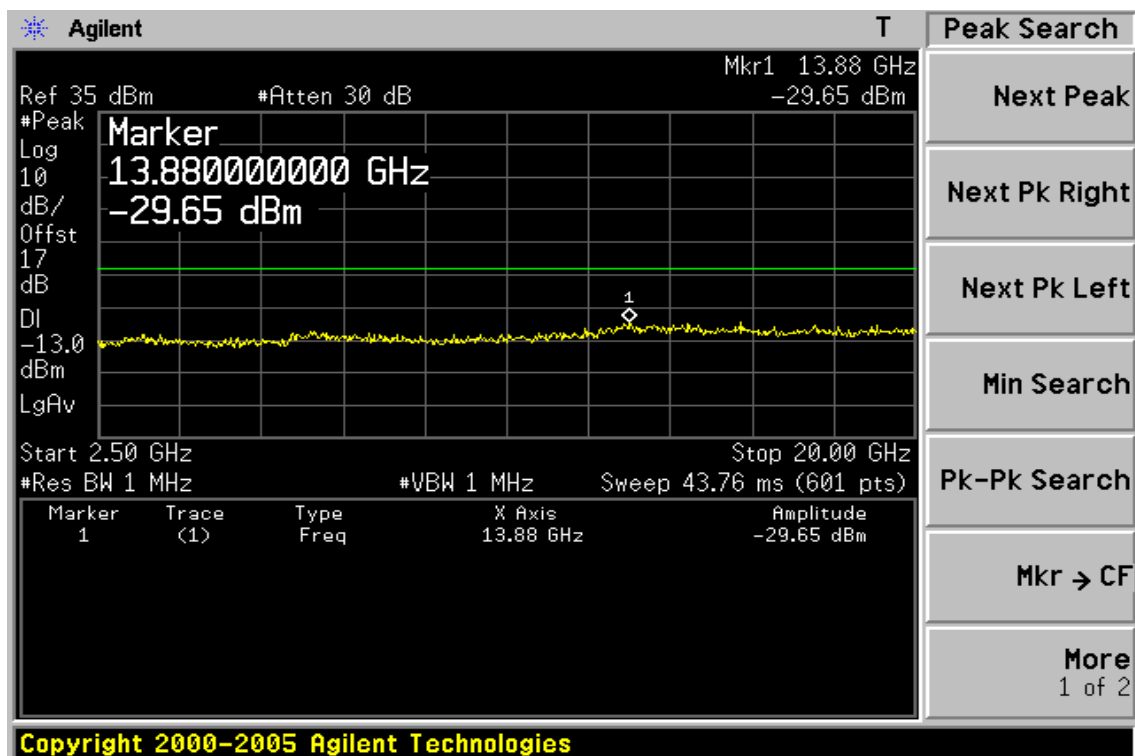 Agilent T
Peak Search
Mkr1 13.88 GHz
Ref 35 dBm #Atten 30 dB -29.65 dBm
#Peak
Log
10
dB/
Offst
17
dB
DI
-13.0
dBm
LgAv
Marker
13.880000000 GHz
-29.65 dBm
1
Start 2.50 GHz Stop 20.00 GHz
#Res BW 1 MHz #VBW 1 MHz Sweep 43.76 ms (601 pts)
Marker Trace Type X Axis Amplitude
1 (1) Freq 13.88 GHz -29.65 dBm
Next Peak
Next Pk Right
Next Pk Left
Min Search
Pk-Pk Search
Mkr → CF
More
1 of 2
Copyright 2000-2005 Agilent Technologies